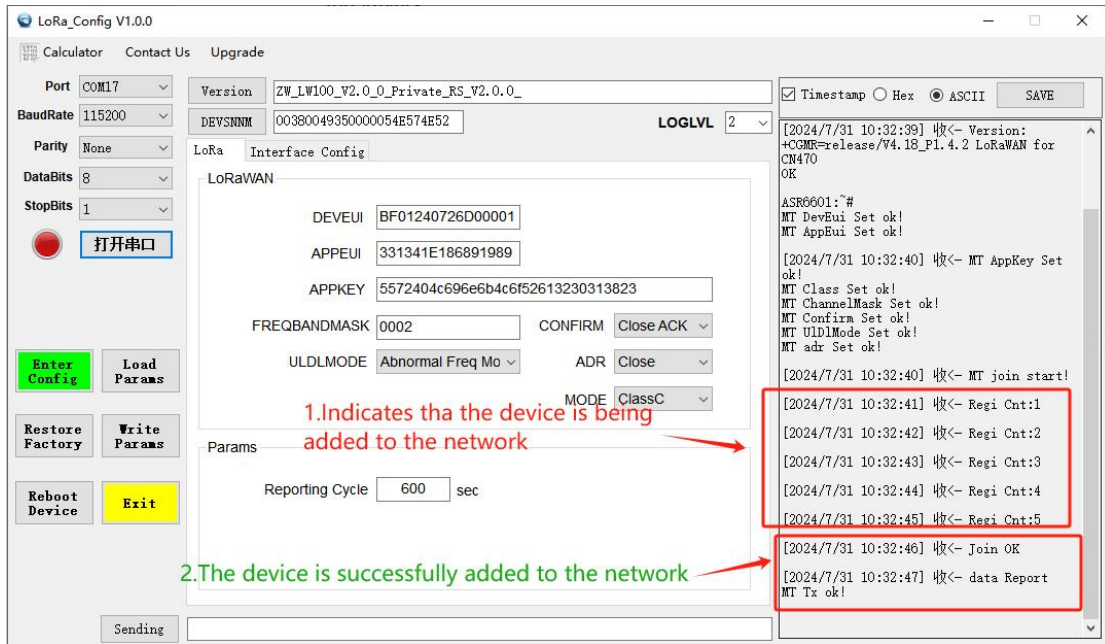 LoRa_Config V1.0.0
Calculator Contact Us Upgrade
Port COM17
BaudRate 115200
Parity None
DataBits 8
StopBits 1
打开串口
Enter Config
Load Params
Restore Factory
Write Params
Reboot Device
Exit
Sending
Version ZW_LW100_V2.0_0_Private_RS_V2.0.0_
DEVSNNM 00380049350000054E574E52 LOGLVL 2
LoRa Interface Config
LoRaWAN
DEVEUI BF01240726D00001
APPEUI 331341E186891989
APPKEY 5572404c696e6b4c6f52613230313823
FREQBANDMASK 0002 CONFIRM Close ACK
ULDLMODE Abnormal Freq Mo ADR Close
MODE ClassC
1.Indicates tha the device is being
added to the network
Params
Reporting Cycle 600 sec
2.The device is successfully added to the network
Timestamp Hex ASCII SAVE
[2024/7/31 10:32:39] 收<- Version:
+CGMR=release/V4.18_P1.4.2 LoRaWAN for
CN470
OK
ASR6601:~#
MT DevEui Set ok!
MT AppEui Set ok!
[2024/7/31 10:32:40] 收<- MT AppKey Set
ok!
MT Class Set ok!
MT ChannelMask Set ok!
MT Confirm Set ok!
MT UlDlMode Set ok!
MT adr Set ok!
[2024/7/31 10:32:40] 收<- MT join start!
[2024/7/31 10:32:41] 收<- Regi Cnt:1
[2024/7/31 10:32:42] 收<- Regi Cnt:2
[2024/7/31 10:32:43] 收<- Regi Cnt:3
[2024/7/31 10:32:44] 收<- Regi Cnt:4
[2024/7/31 10:32:45] 收<- Regi Cnt:5
[2024/7/31 10:32:46] 收<- Join OK
[2024/7/31 10:32:47] 收<- data Report
MT Tx ok!